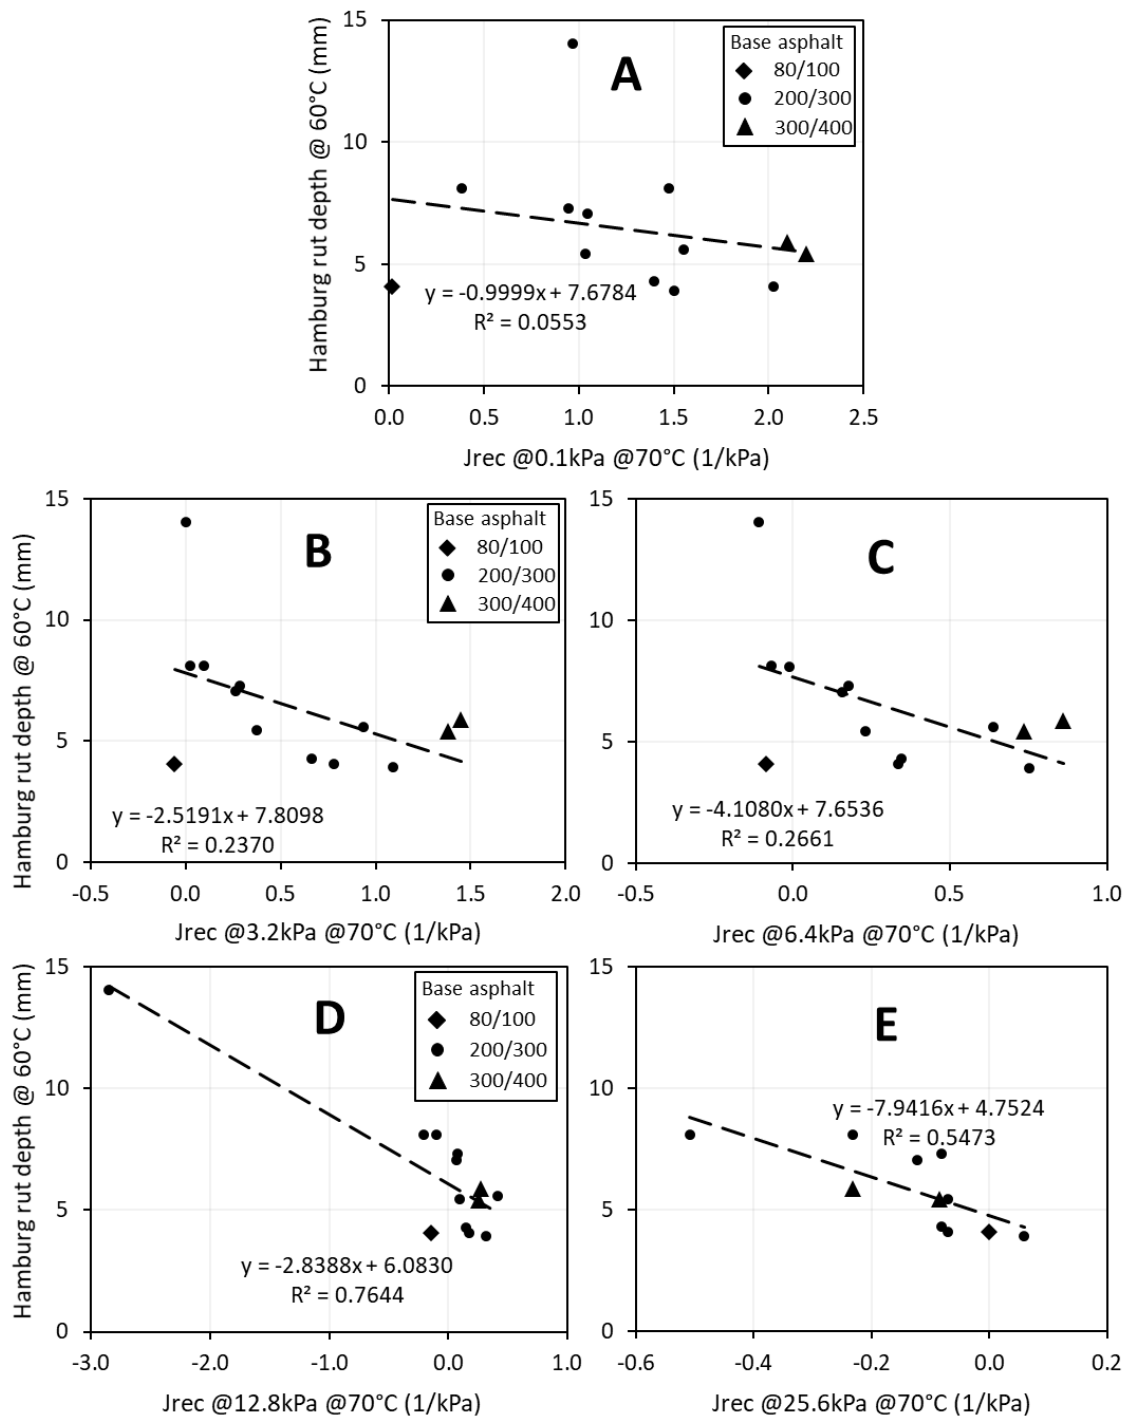 Hamburg rut depth @ 60°C (mm)
15
10
5
0
A
Base asphalt
80/100
200/300
300/400
y = -0.9999x + 7.6784
R² = 0.0553
0.0 0.5 1.0 1.5 2.0 2.5
Jrec @0.1kPa @70°C (1/kPa)
Hamburg rut depth @ 60°C (mm)
15
10
5
0
B
Base asphalt
80/100
200/300
300/400
y = -2.5191x + 7.8098
R² = 0.2370
-0.5 0.0 0.5 1.0 1.5 2.0
Jrec @3.2kPa @70°C (1/kPa)
15
10
5
0
C
y = -4.1080x + 7.6536
R² = 0.2661
-0.5 0.0 0.5 1.0
Jrec @6.4kPa @70°C (1/kPa)
Hamburg rut depth @ 60°C (mm)
15
10
5
0
D
Base asphalt
80/100
200/300
300/400
y = -2.8388x + 6.0830
R² = 0.7644
-3.0 -2.0 -1.0 0.0 1.0
Jrec @12.8kPa @70°C (1/kPa)
15
10
5
0
E
y = -7.9416x + 4.7524
R² = 0.5473
-0.6 -0.4 -0.2 0.0 0.2
Jrec @25.6kPa @70°C (1/kPa)